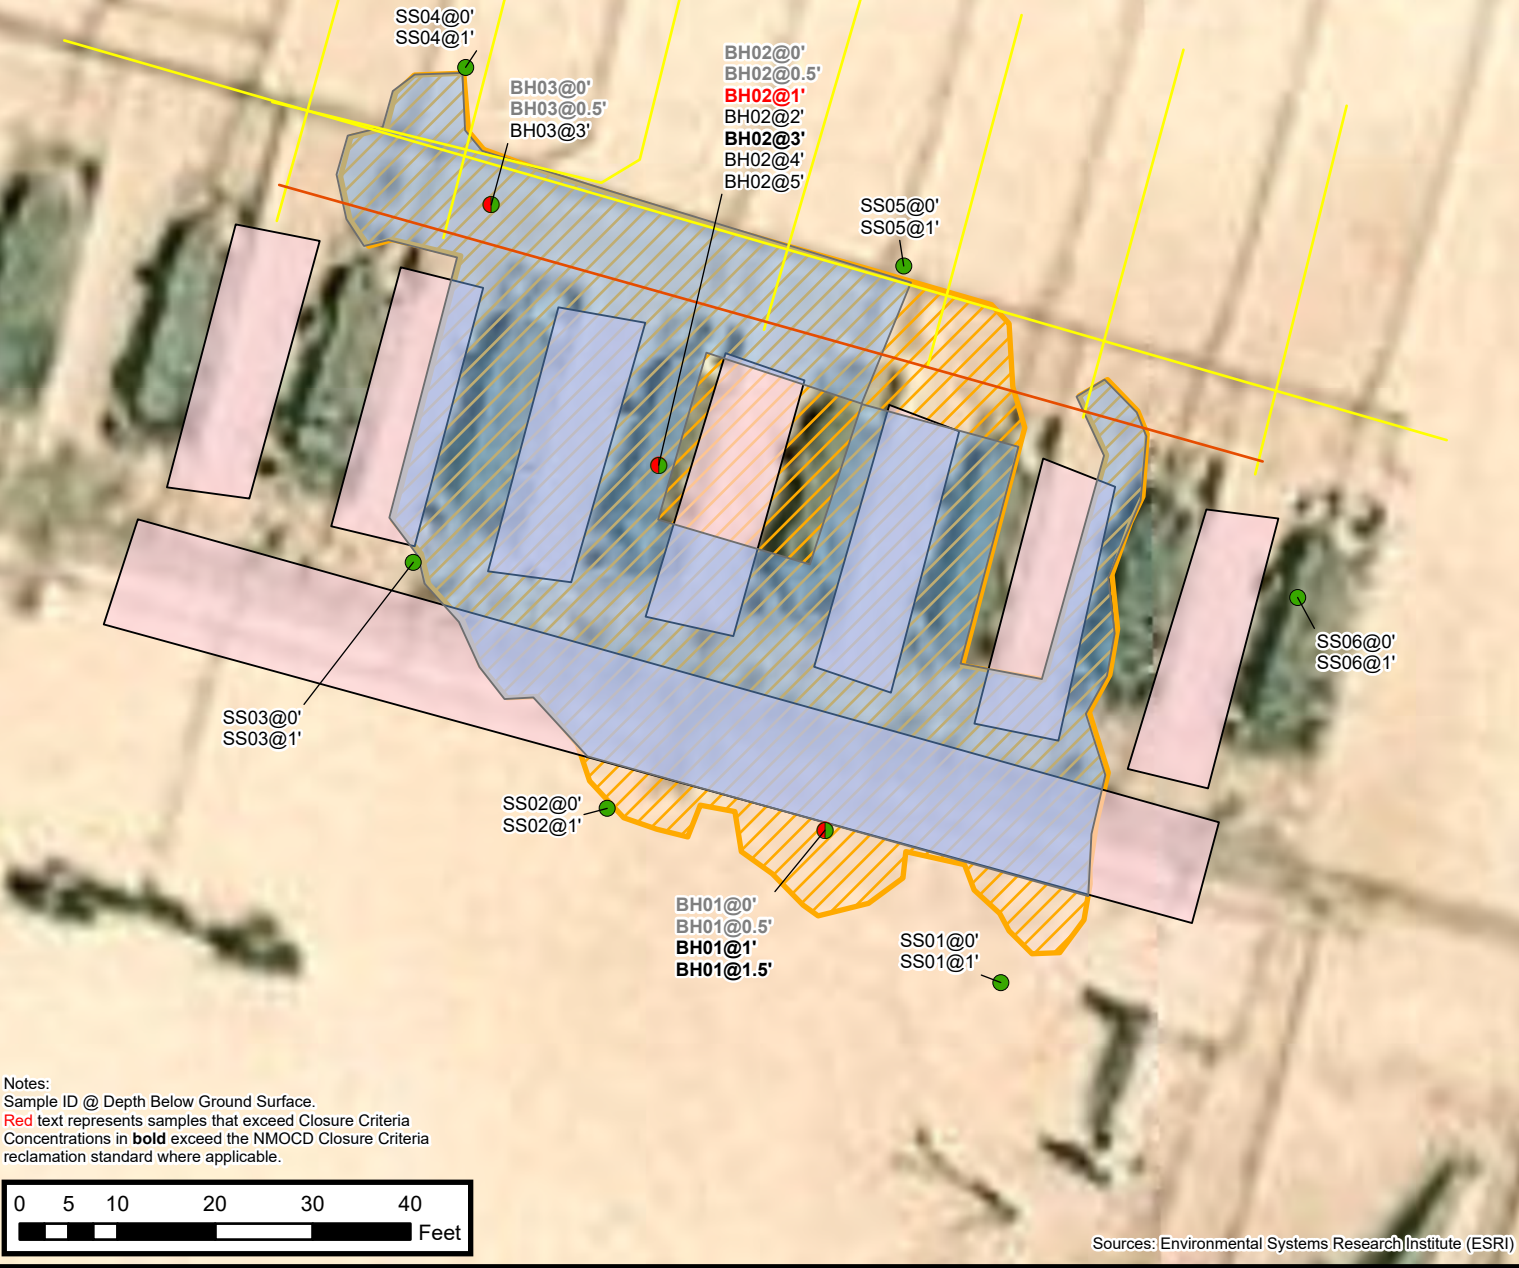 SS04@0'
SS04@1'
BH03@0'
BH03@0.5'
BH03@3'
BH02@0'
BH02@0.5'
BH02@1'
BH02@2'
BH02@3'
BH02@4'
BH02@5'
SS05@0'
SS05@1'
SS06@0'
SS06@1'
SS03@0'
SS03@1'
SS02@0'
SS02@1'
BH01@0'
BH01@0.5'
BH01@1'
BH01@1.5'
SS01@0'
SS01@1'
Notes:
Sample ID @ Depth Below Ground Surface.
Red text represents samples that exceed Closure Criteria
Concentrations in bold exceed the NMOCD Closure Criteria
reclamation standard where applicable.
0 5 10 20 30 40
Feet
Sources: Environmental Systems Research Institute (ESRI)